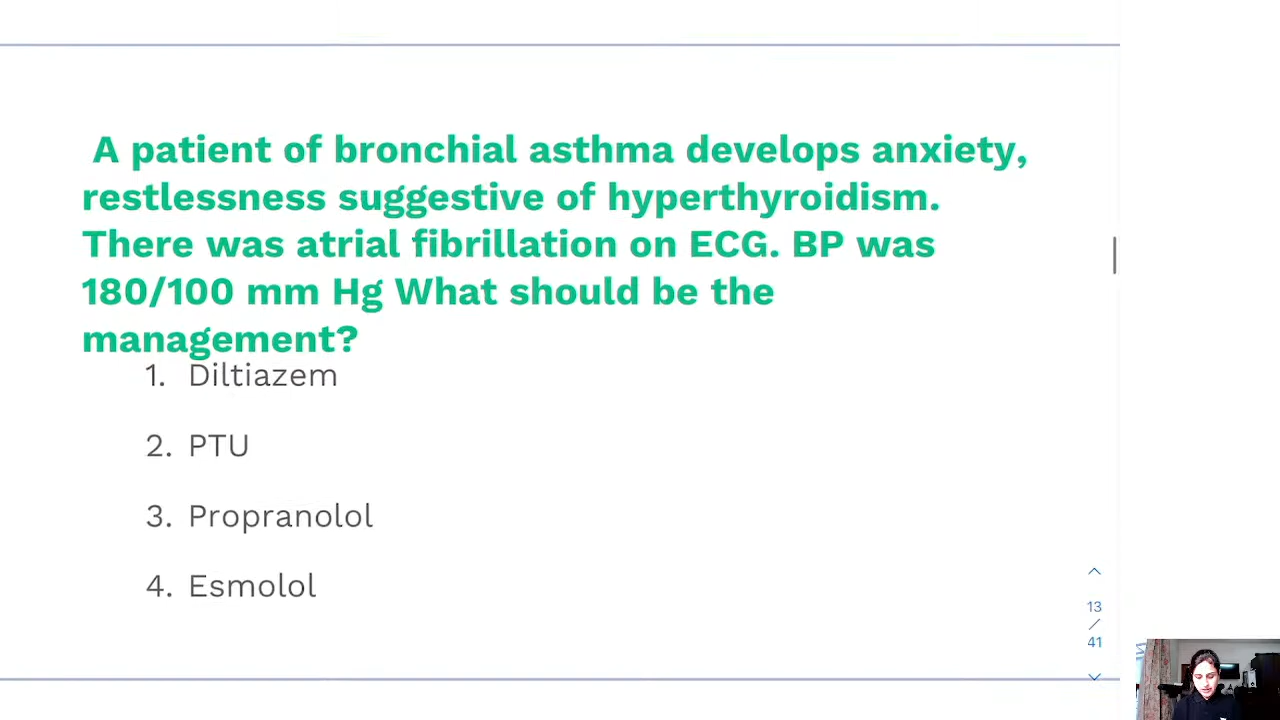 A patient of bronchial asthma develops anxiety,
restlessness suggestive of hyperthyroidism.
There was atrial fibrillation on ECG. BP was
180/100 mm Hg What should be the
management?
1. Diltiazem
2. PTU
3. Propranolol
4. Esmolol
13
/
41